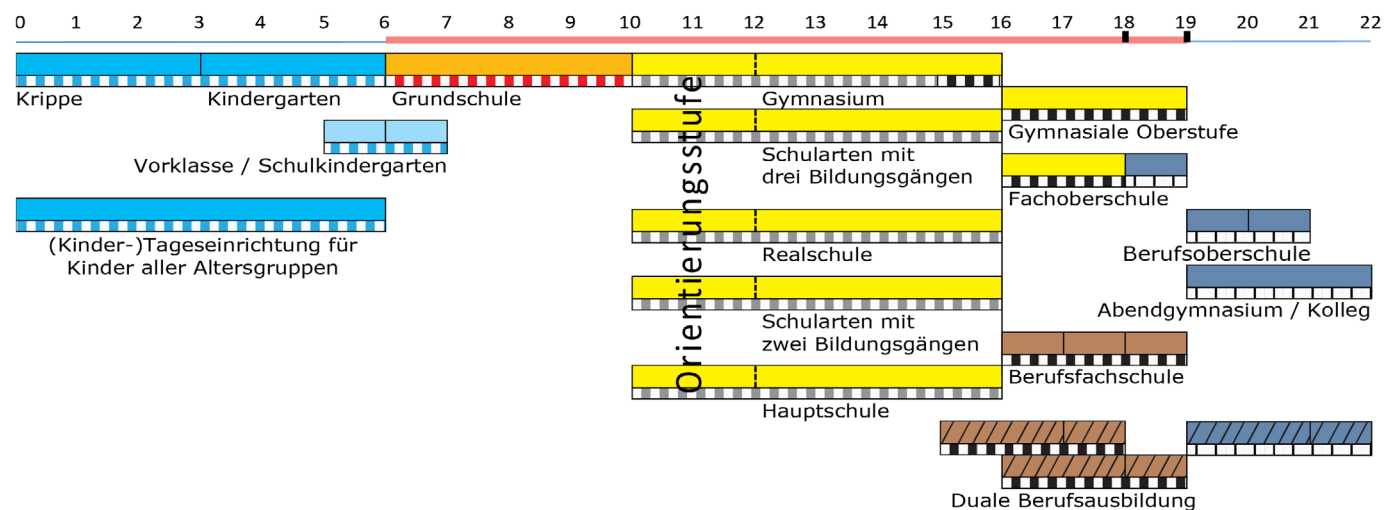 0 1 2 3 4 5 6 7 8 9 10 11 12 13 14 15 16 17 18 19 20 21 22
Krippe Kindergarten Grundschule Gymnasium
Orientierungsstufe
Gymnasiale Oberstufe
Vorklasse / Schulkindergarten
Schularten mit
drei Bildungsgängen
Fachoberschule
(Kinder-)Tageseinrichtung für
Kinder aller Altersgruppen
Realschule
Berufsoberschule
Abendgymnasium / Kolleg
Schularten mit
zwei Bildungsgängen
Berufsfachschule
Hauptschule
Duale Berufsausbildung